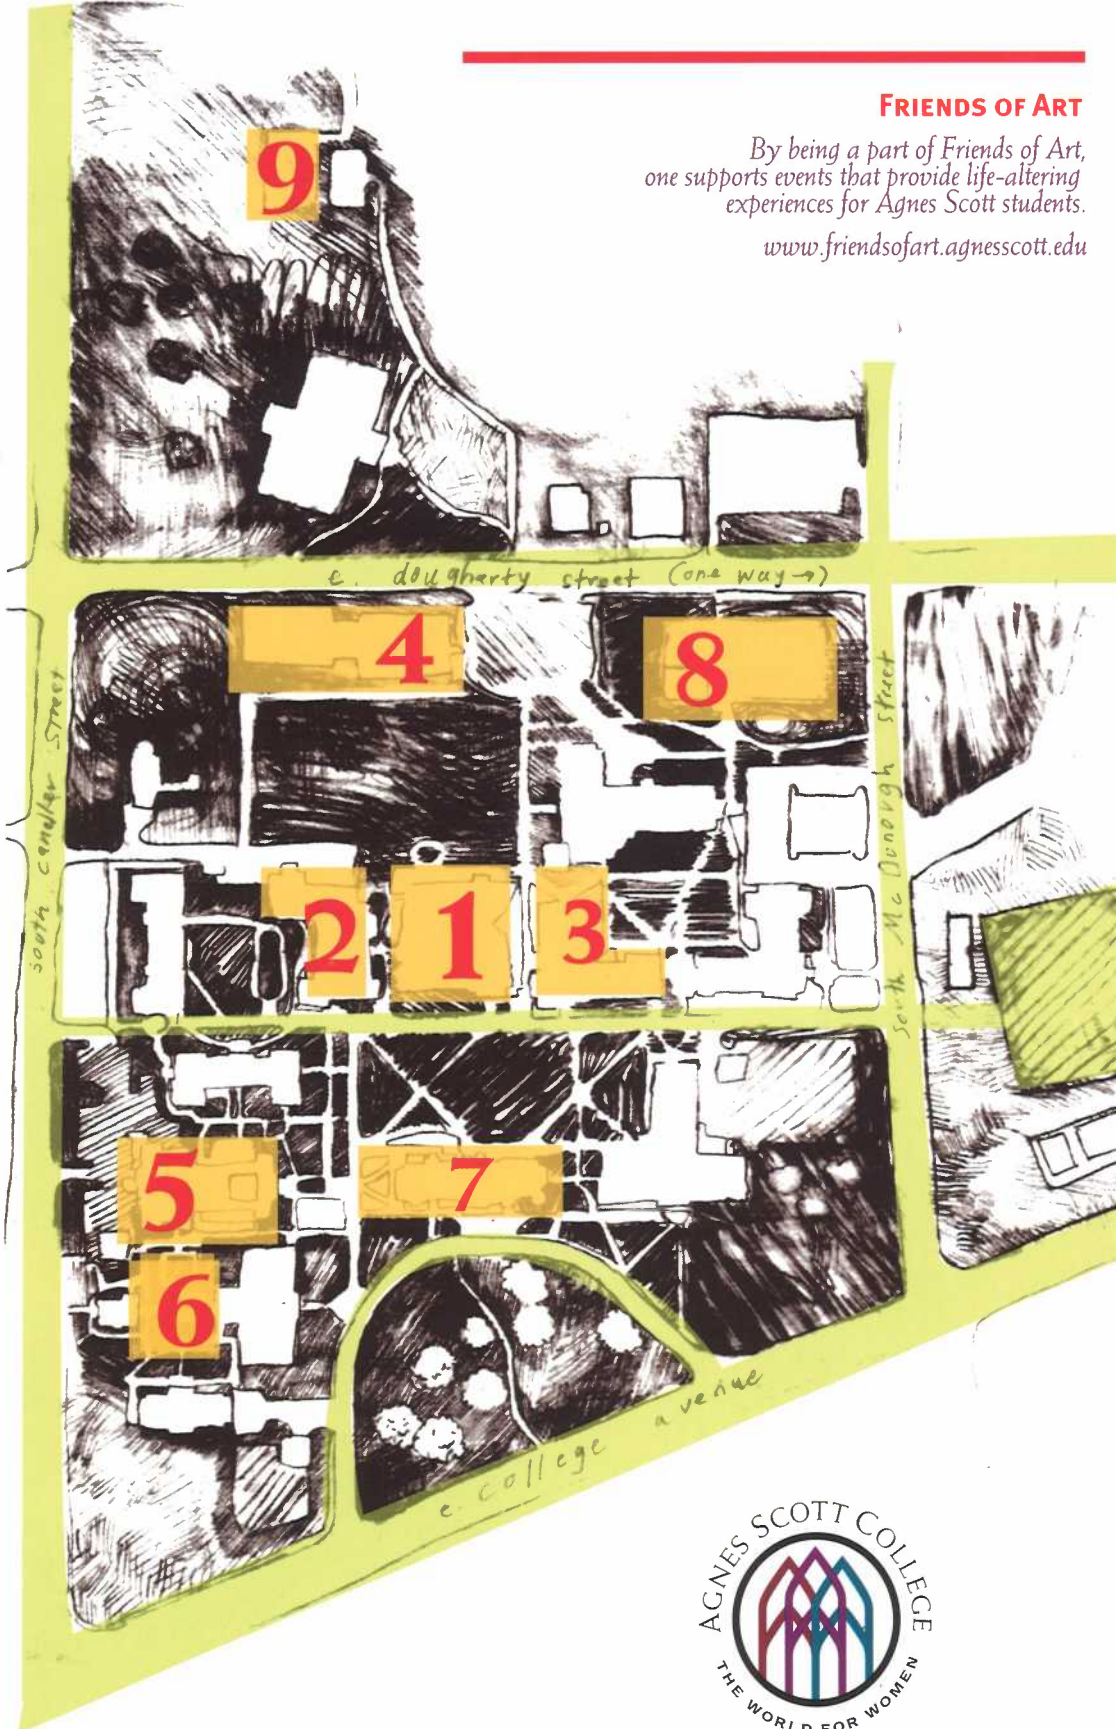 FRIENDS OF ART
By being a part of Friends of Art,
one supports events that provide life-altering
experiences for Agnes Scott students.
www.friendsofart.agnesscott.edu
9
e. dougherty street (one way→)
4
8
south candler street
south McDonough street
2
1
3
5
7
6
e. college avenue
AGNES SCOTT COLLEGE
THE WORLD FOR WOMEN